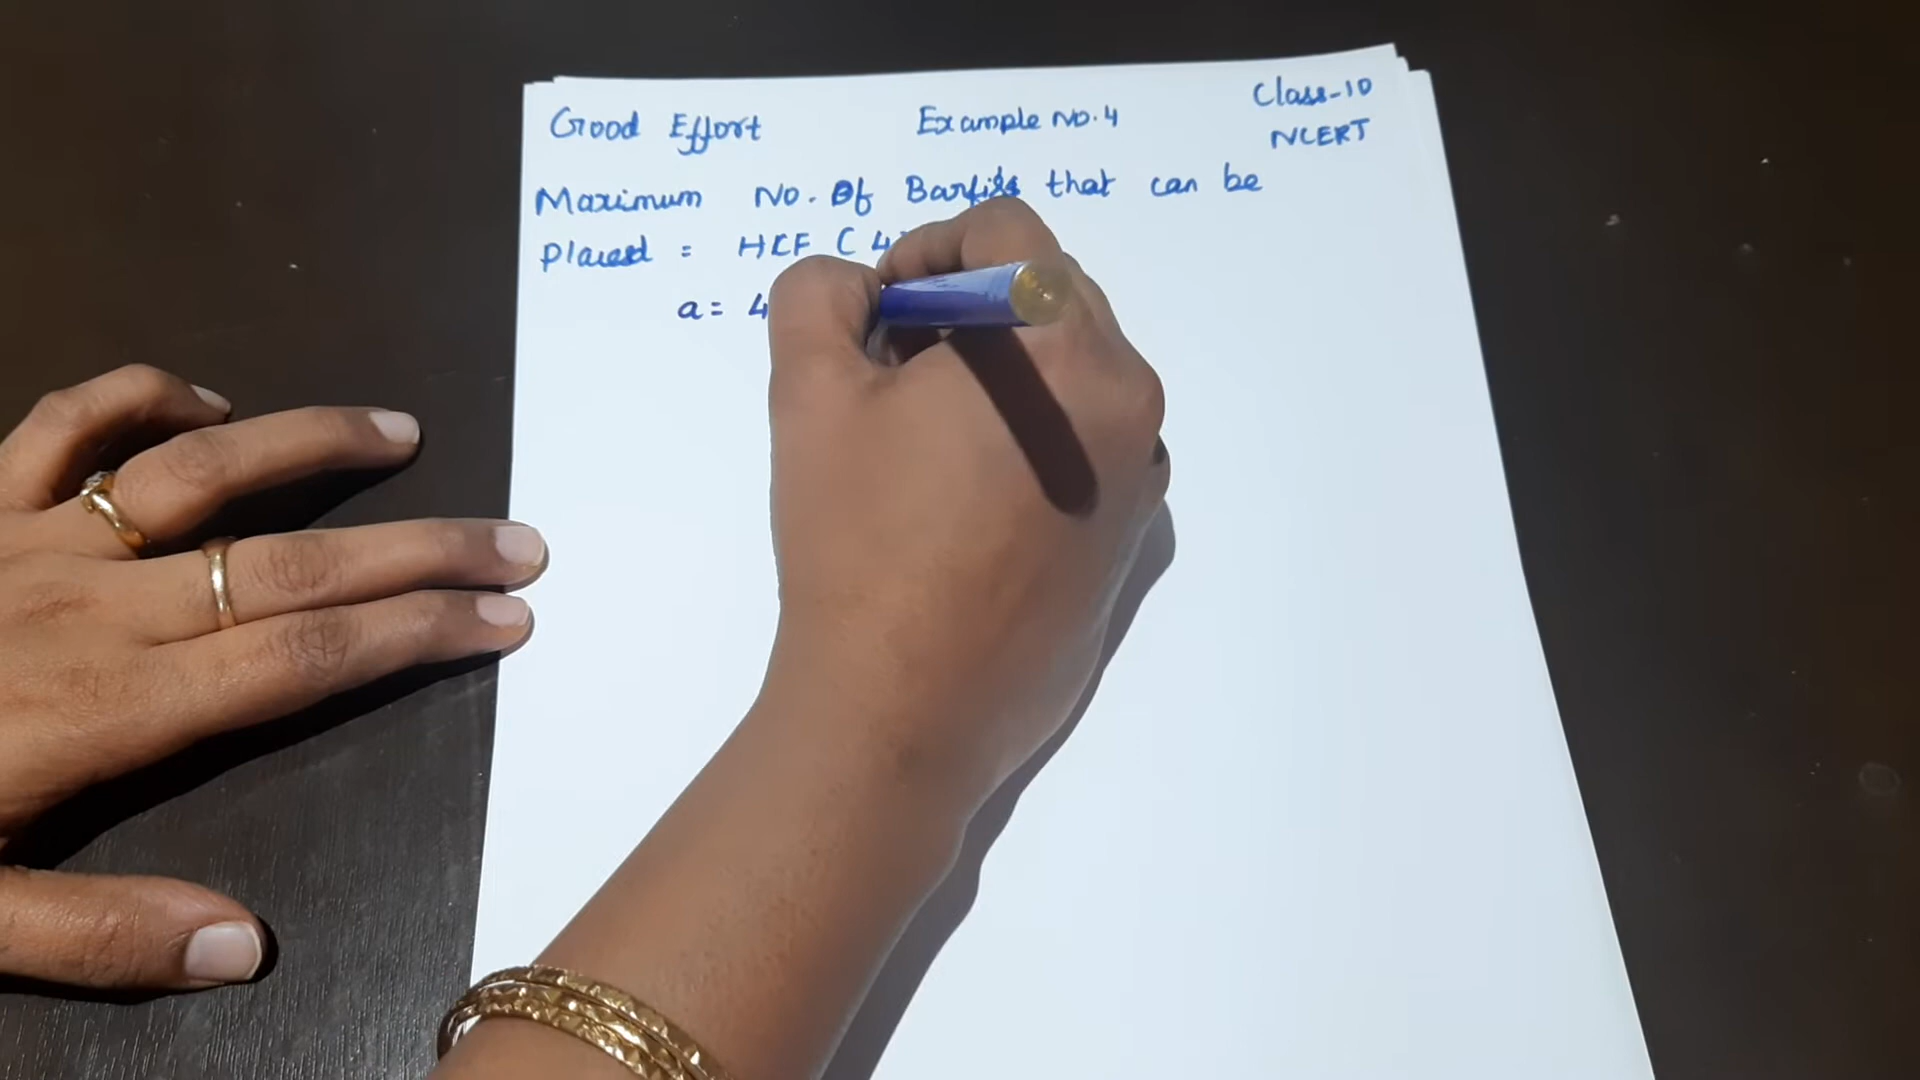 Good Effort
Example No. 4
Class-10
NCERT
Maximum No. Of Barfis that can be
Placed = HCF ( 4
a = 4